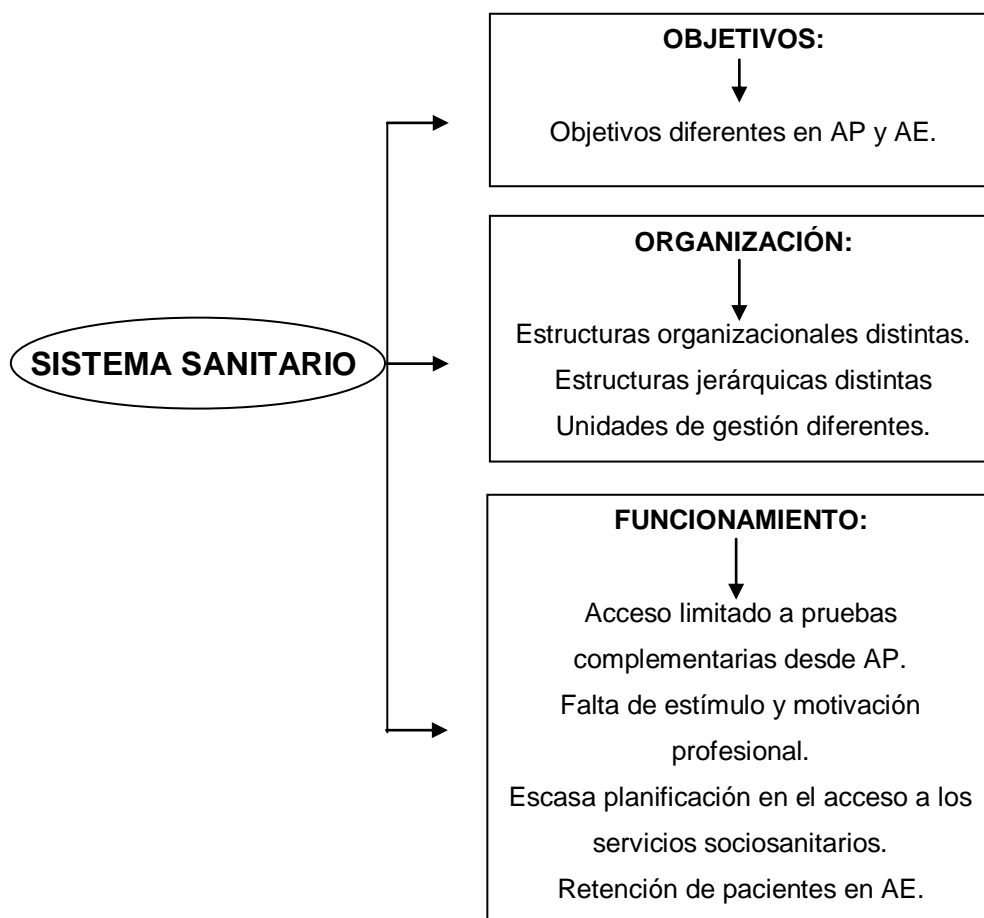 OBJETIVOS:
Objetivos diferentes en AP y AE.
ORGANIZACIÓN:
Estructuras organizacionales distintas.
SISTEMA SANITARIO
Estructuras jerárquicas distintas
Unidades de gestión diferentes.
FUNCIONAMIENTO:
Acceso limitado a pruebas
complementarias desde AP.
Falta de estímulo y motivación
profesional.
Escasa planificación en el acceso a los
servicios sociosanitarios.
Retención de pacientes en AE.